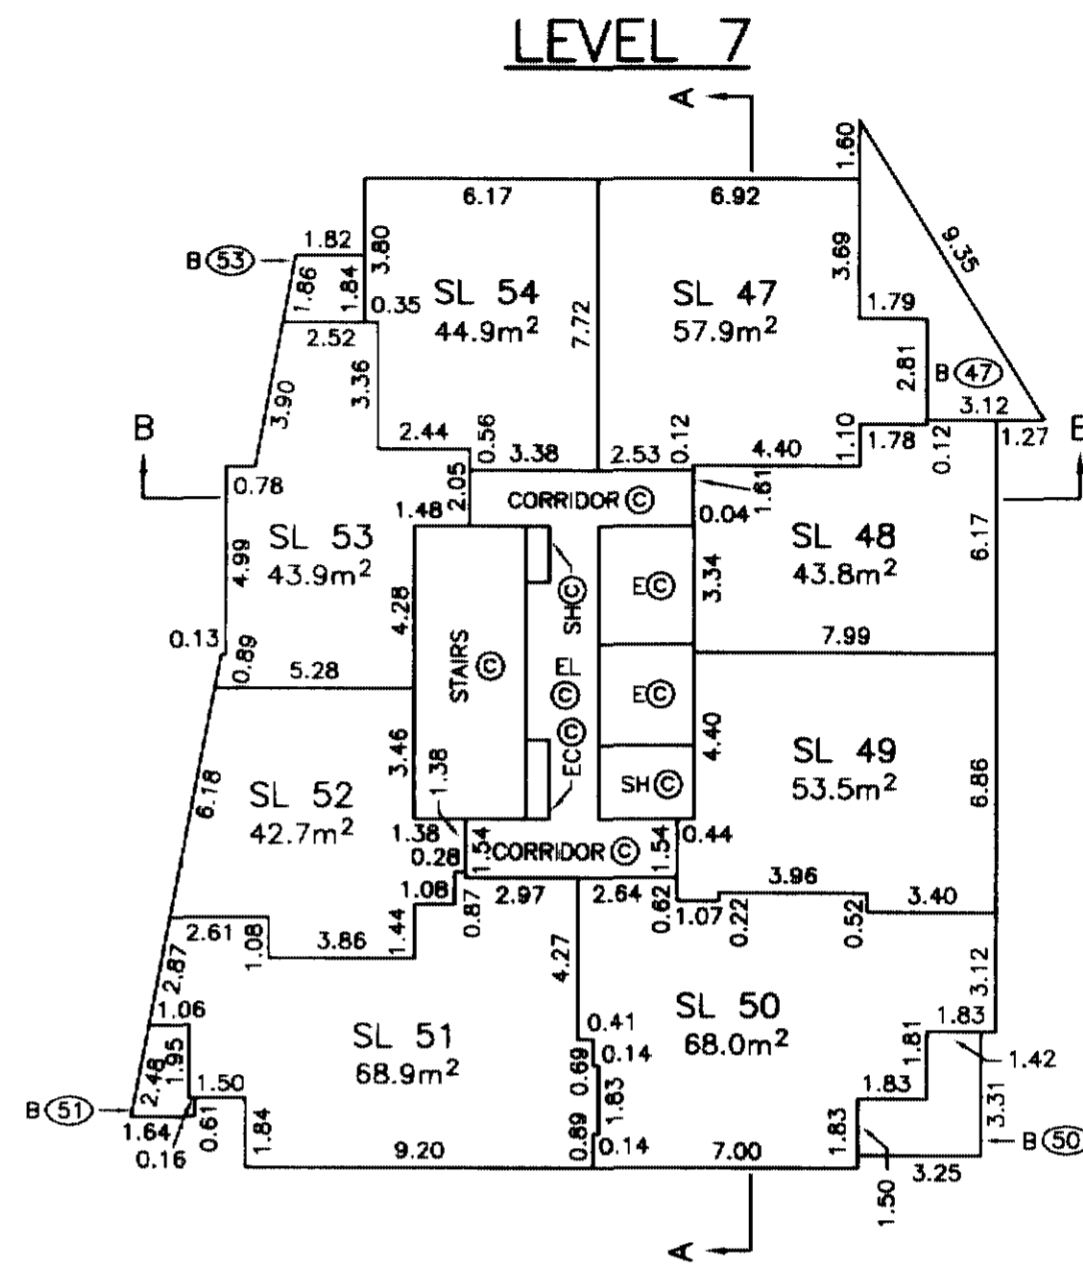 LEVEL 7
A
1.60
6.17
6.92
9.35
B 53
1.82
3.80
3.69
1.86
1.84
0.35
SL 54
44.9m²
7.72
SL 47
57.9m²
1.79
2.52
3.36
2.81
B 47
3.12
1.27
3.90
B
2.44
0.56
3.38
2.53
0.12
4.40
1.10
1.78
0.12
B
0.78
2.05
CORRIDOR C
1.61
1.48
0.04
SL 53
43.9m²
SL 48
43.8m²
6.17
4.99
4.28
SH C
E C
3.34
0.13
0.89
5.28
STAIRS C
EL C
7.99
E C
3.46
1.38
EC C
4.40
SL 49
53.5m²
6.86
6.18
SL 52
42.7m²
SH C
1.38
0.28
1.54
CORRIDOR C
1.54
0.44
1.08
0.87
2.97
2.64
0.62
1.07
0.22
3.96
0.52
3.40
2.61
1.08
3.86
1.44
4.27
3.12
2.87
1.06
SL 51
68.9m²
0.41
SL 50
68.0m²
1.83
1.81
1.42
2.48
1.95
0.69
0.14
1.83
1.83
3.31
B 51
1.50
1.64
0.16
0.61
1.84
9.20
0.89
0.14
7.00
1.83
1.50
3.25
B 50
A